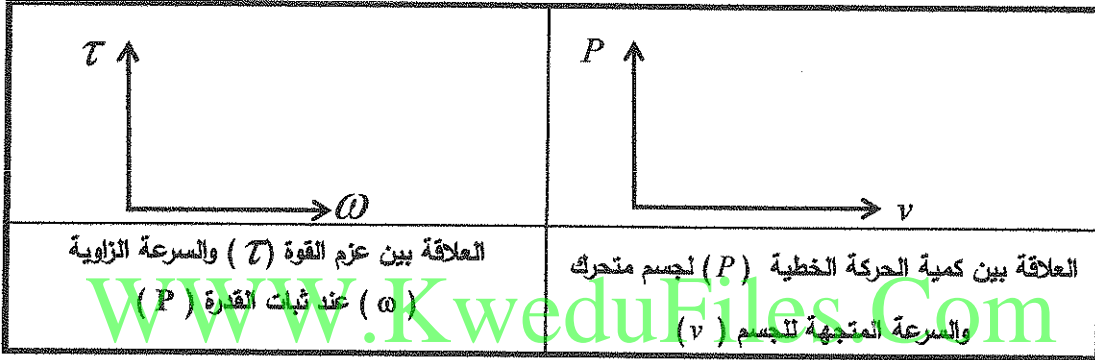 P
v
العلاقة بين كمية الحركة الخطية ( P ) لجسم متحرك
والسرعة المتجهة للجسم ( v )
τ
ω
العلاقة بين عزم القوة ( τ ) والسرعة الزاوية
( ω ) عند ثبات القدرة ( P )
WWW.KweduFiles.Com